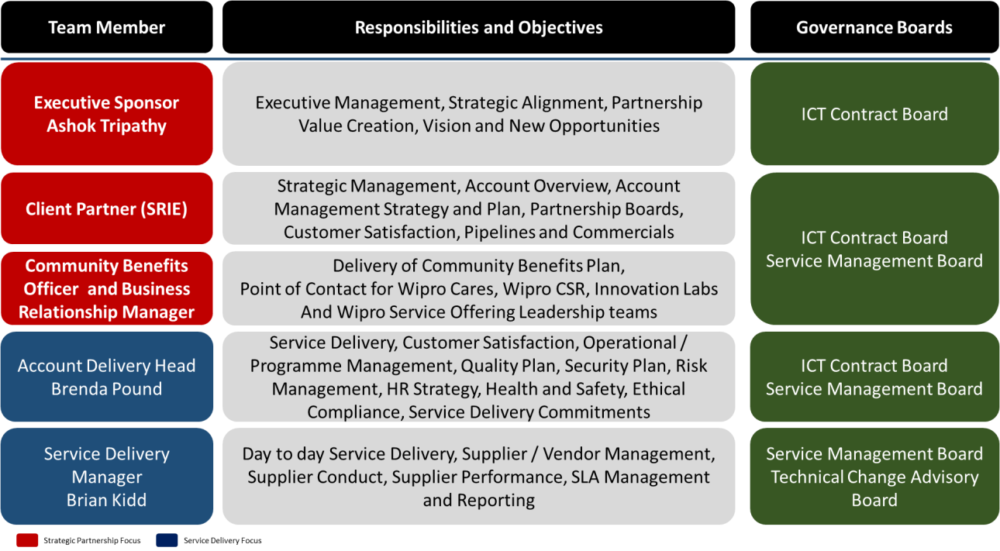 Team Member
Responsibilities and Objectives
Governance Boards
Executive Sponsor
Ashok Tripathy
Executive Management, Strategic Alignment, Partnership
Value Creation, Vision and New Opportunities
ICT Contract Board
Client Partner (SRIE)
Strategic Management, Account Overview, Account
Management Strategy and Plan, Partnership Boards,
Customer Satisfaction, Pipelines and Commercials
ICT Contract Board
Service Management Board
Community Benefits
Officer and Business
Relationship Manager
Delivery of Community Benefits Plan,
Point of Contact for Wipro Cares, Wipro CSR, Innovation Labs
And Wipro Service Offering Leadership teams
Account Delivery Head
Brenda Pound
Service Delivery, Customer Satisfaction, Operational /
Programme Management, Quality Plan, Security Plan, Risk
Management, HR Strategy, Health and Safety, Ethical
Compliance, Service Delivery Commitments
ICT Contract Board
Service Management Board
Service Delivery
Manager
Brian Kidd
Day to day Service Delivery, Supplier / Vendor Management,
Supplier Conduct, Supplier Performance, SLA Management
and Reporting
Service Management Board
Technical Change Advisory
Board
Strategic Partnership Focus
Service Delivery Focus